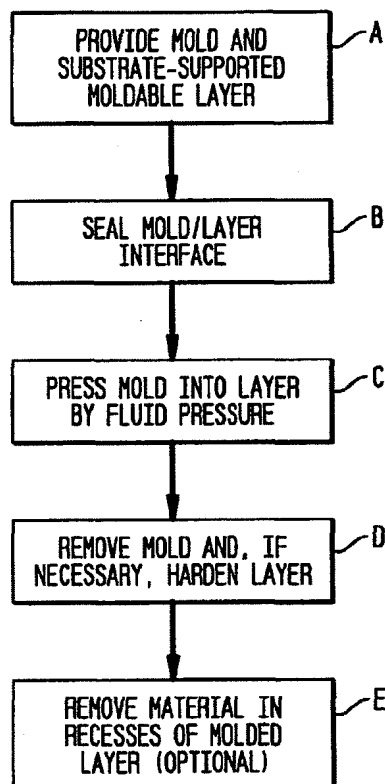 PROVIDE MOLD AND
SUBSTRATE-SUPPORTED
MOLDABLE LAYER
A
SEAL MOLD/LAYER
INTERFACE
B
PRESS MOLD INTO LAYER
BY FLUID PRESSURE
C
REMOVE MOLD AND, IF
NECESSARY, HARDEN LAYER
D
REMOVE MATERIAL IN
RECESSES OF MOLDED
LAYER (OPTIONAL)
E